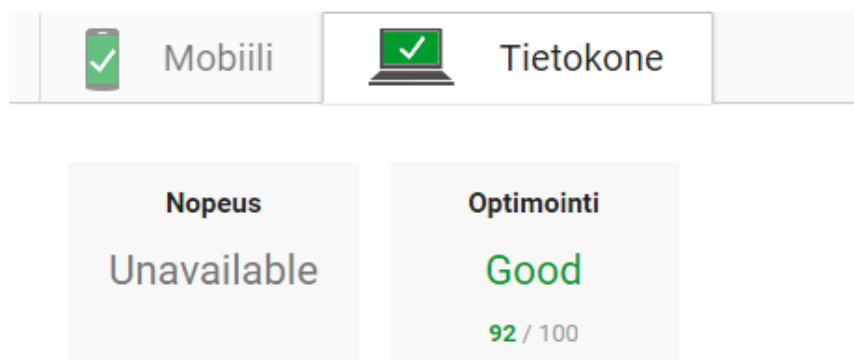 Mobiili
Tietokone
Nopeus
Unavailable
Optimointi
Good
92 / 100